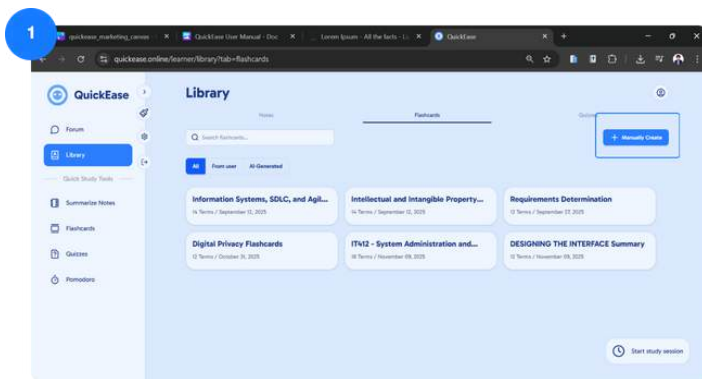 1
quickease_marketing_canvas
QuickEase User Manual - Doc
Lorem Ipsum - All the facts - Li
QuickEase
quickease.online/learner/library?tab=flashcards
QuickEase
Library
Notes
Flashcards
Quizzes
Forum
Search flashcards...
+ Manually Create
Library
All
From user
AI-Generated
Quick Study Tools
Information Systems, SDLC, and Agil...
Intellectual and Intangible Property...
Requirements Determination
Summarize Notes
14 Terms / September 12, 2025
14 Terms / September 12, 2025
13 Terms / September 27, 2025
Flashcards
Digital Privacy Flashcards
IT412 - System Administration and...
DESIGNING THE INTERFACE Summary
Quizzes
12 Terms / October 31, 2025
18 Terms / November 09, 2025
12 Terms / November 09, 2025
Pomodoro
Start study session